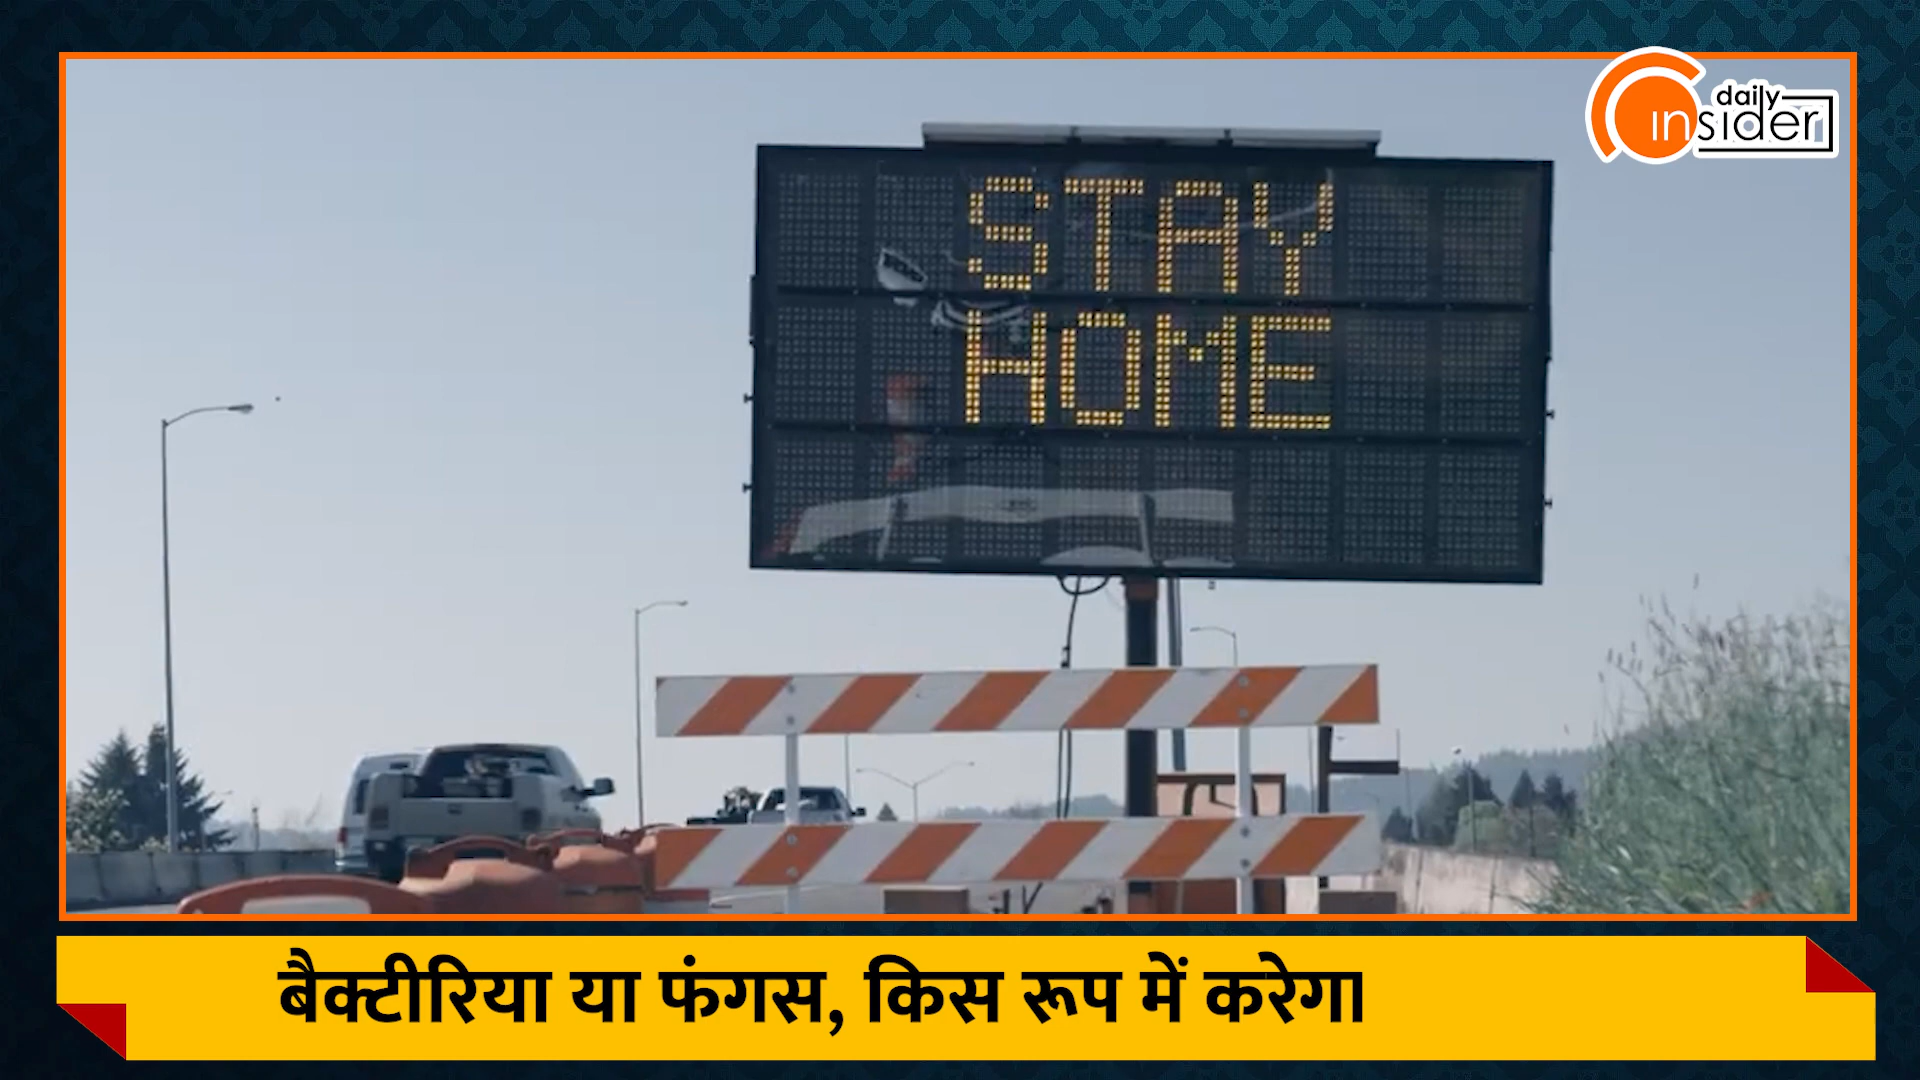 daily
insider
STAY
HOME
बैक्टीरिया या फंगस, किस रूप में करेगा